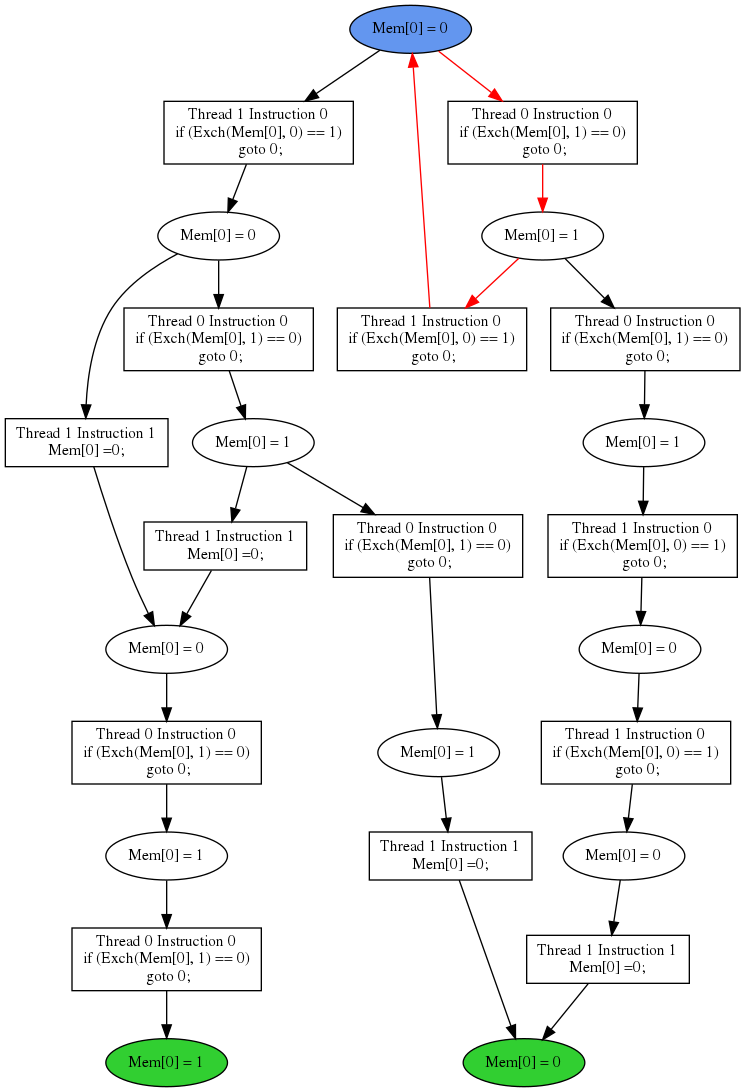 Mem[0] = 0
Thread 1 Instruction 0
if (Exch(Mem[0], 0) == 1)
goto 0;
Thread 0 Instruction 0
if (Exch(Mem[0], 1) == 0)
goto 0;
Mem[0] = 0
Mem[0] = 1
Thread 0 Instruction 0
if (Exch(Mem[0], 1) == 0)
goto 0;
Thread 1 Instruction 0
if (Exch(Mem[0], 0) == 1)
goto 0;
Thread 0 Instruction 0
if (Exch(Mem[0], 1) == 0)
goto 0;
Thread 1 Instruction 1
Mem[0] =0;
Mem[0] = 1
Mem[0] = 1
Thread 1 Instruction 1
Mem[0] =0;
Thread 0 Instruction 0
if (Exch(Mem[0], 1) == 0)
goto 0;
Thread 1 Instruction 0
if (Exch(Mem[0], 0) == 1)
goto 0;
Mem[0] = 0
Mem[0] = 0
Thread 0 Instruction 0
if (Exch(Mem[0], 1) == 0)
goto 0;
Mem[0] = 1
Thread 1 Instruction 0
if (Exch(Mem[0], 0) == 1)
goto 0;
Mem[0] = 1
Thread 1 Instruction 1
Mem[0] =0;
Mem[0] = 0
Thread 0 Instruction 0
if (Exch(Mem[0], 1) == 0)
goto 0;
Thread 1 Instruction 1
Mem[0] =0;
Mem[0] = 1
Mem[0] = 0